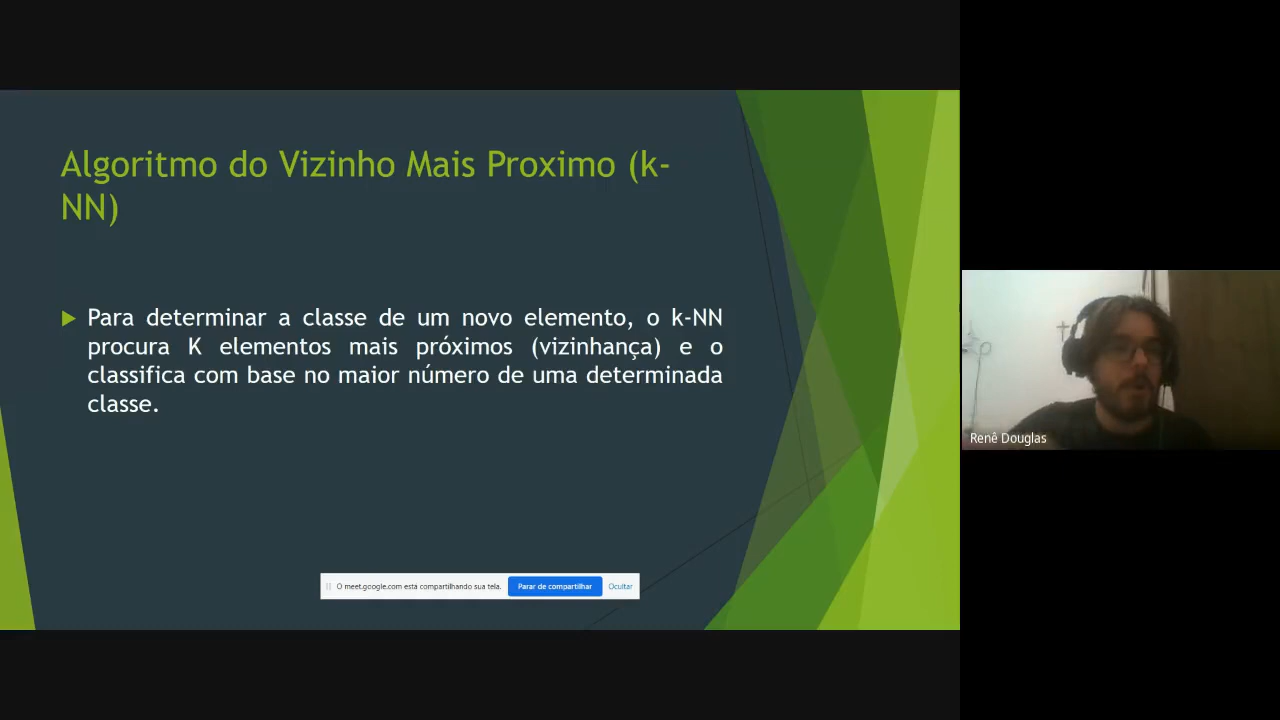 Algoritmo do Vizinho Mais Proximo (k-
NN)
Para determinar a classe de um novo elemento, o k-NN
procura K elementos mais próximos (vizinhança) e o
classifica com base no maior número de uma determinada
classe.
O meet.google.com está compartilhando sua tela. Parar de compartilhar Ocultar
Renê Douglas